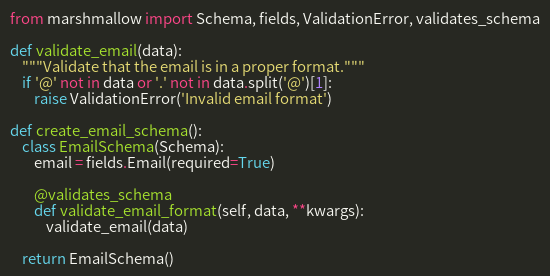 from marshmallow import Schema, fields, ValidationError, validates_schema

def validate_email(data):
    """Validate that the email is in a proper format."""
    if '@' not in data or '.' not in data.split('@')[1]:
        raise ValidationError('Invalid email format')

def create_email_schema():
    class EmailSchema(Schema):
        email = fields.Email(required=True)

        @validates_schema
        def validate_email_format(self, data, **kwargs):
            validate_email(data)

    return EmailSchema()